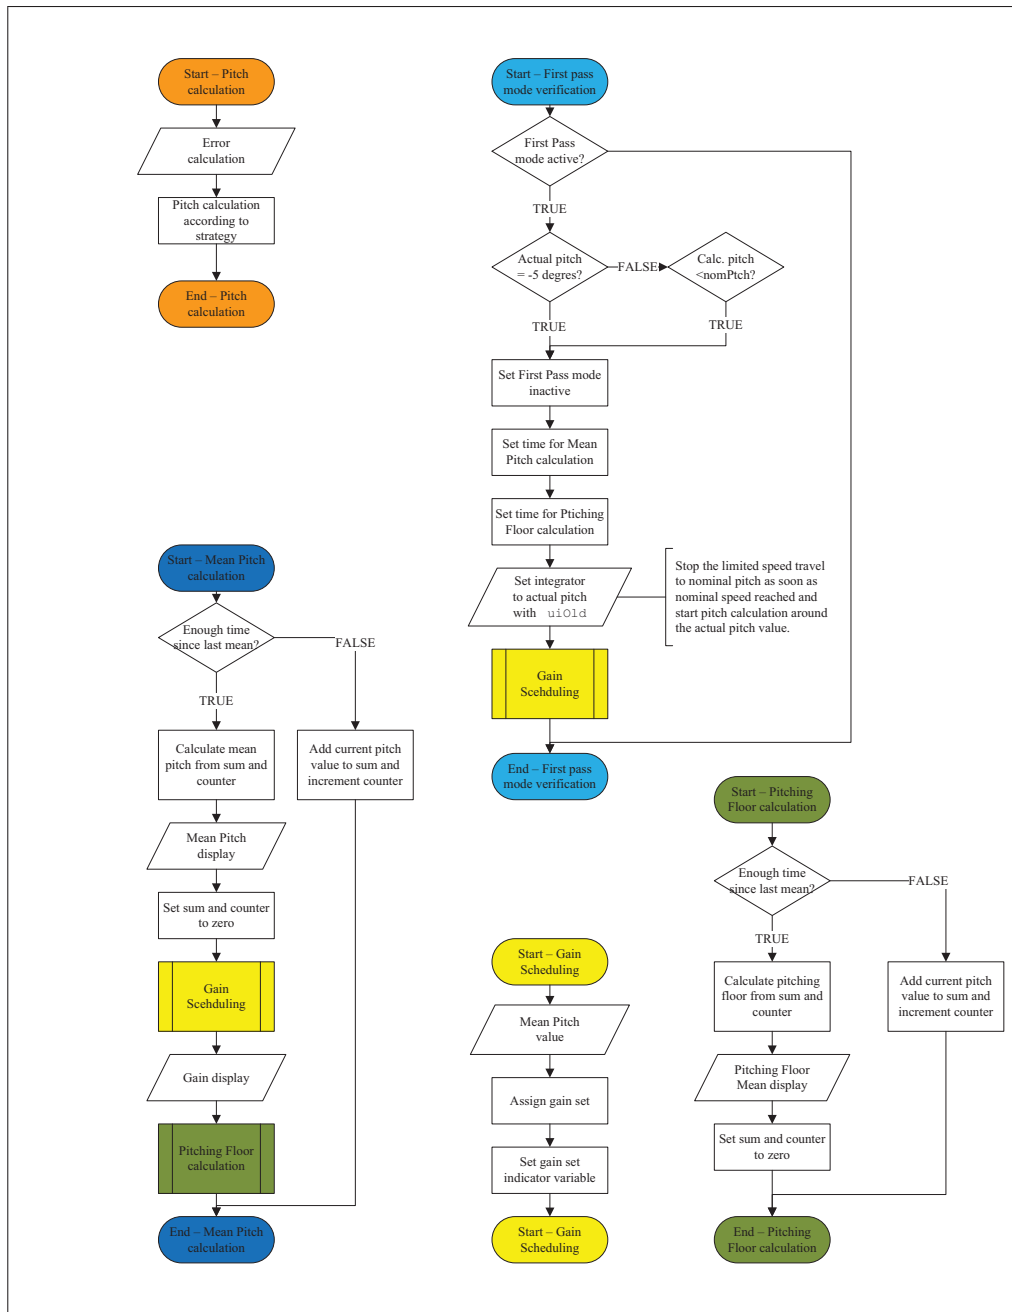 Start – Pitch
calculation
Error
calculation
Pitch calculation
according to
strategy
End – Pitch
calculation
Start – First pass
mode verification
First Pass
mode active?
TRUE
Actual pitch
= -5 degres?
FALSE
Calc. pitch
<nomPtch?
TRUE
TRUE
Set First Pass mode
inactive
Set time for Mean
Pitch calculation
Set time for Ptiching
Floor calculation
Set integrator
to actual pitch
with uiOld
Stop the limited speed travel
to nominal pitch as soon as
nominal speed reached and
start pitch calculation around
the actual pitch value.
Gain
Scehduling
End – First pass
mode verification
Start – Mean Pitch
calculation
Enough time
since last mean?
FALSE
TRUE
Calculate mean
pitch from sum and
counter
Add current pitch
value to sum and
increment counter
Mean Pitch
display
Set sum and counter
to zero
Gain
Scehduling
Gain display
Pitching Floor
calculation
End – Mean Pitch
calculation
Start – Gain
Scheduling
Mean Pitch
value
Assign gain set
Set gain set
indicator variable
Start – Gain
Scheduling
Start – Pitching
Floor calculation
Enough time
since last mean?
FALSE
TRUE
Calculate pitching
floor from sum and
counter
Add current pitch
value to sum and
increment counter
Pitching Floor
Mean display
Set sum and counter
to zero
End – Pitching
Floor calculation